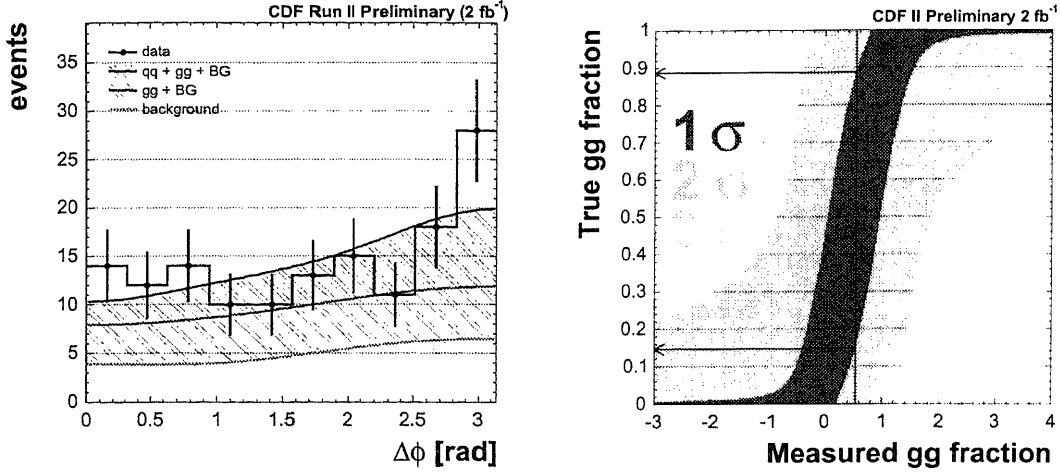 CDF Run II Preliminary (2 fb-1)
events
data
qq + gg + BG
gg + BG
background
35
30
25
20
15
10
5
0
0 0.5 1 1.5 2 2.5 3
Δϕ [rad]
CDF II Preliminary 2 fb-1
True gg fraction
1
0.9
0.8
0.7
0.6
0.5
0.4
0.3
0.2
0.1
0
1 σ
2 σ
-3 -2 -1 0 1 2 3 4
Measured gg fraction